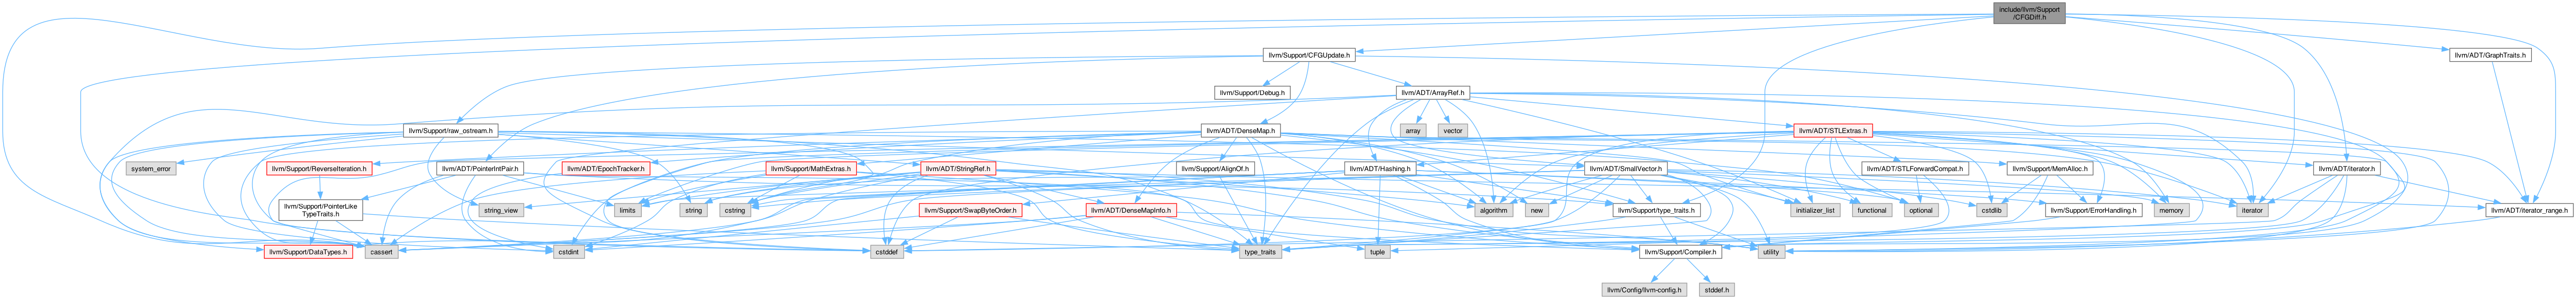 include/llvm/Support
/CFGDiff.h
llvm/Support/CFGUpdate.h
llvm/ADT/GraphTraits.h
llvm/Support/Debug.h
llvm/ADT/ArrayRef.h
llvm/Support/raw_ostream.h
llvm/ADT/DenseMap.h
array
vector
llvm/ADT/STLExtras.h
system_error
llvm/Support/ReverseIteration.h
llvm/ADT/PointerIntPair.h
llvm/ADT/EpochTracker.h
llvm/Support/MathExtras.h
llvm/ADT/StringRef.h
llvm/Support/AlignOf.h
llvm/ADT/Hashing.h
llvm/ADT/SmallVector.h
llvm/ADT/STLForwardCompat.h
llvm/Support/MemAlloc.h
llvm/ADT/iterator.h
llvm/Support/PointerLike
TypeTraits.h
string_view
limits
string
cstring
llvm/Support/SwapByteOrder.h
llvm/ADT/DenseMapInfo.h
algorithm
new
llvm/Support/type_traits.h
initializer_list
functional
optional
cstdlib
llvm/Support/ErrorHandling.h
memory
iterator
llvm/ADT/iterator_range.h
llvm/Support/DataTypes.h
cassert
cstdint
cstddef
type_traits
tuple
llvm/Support/Compiler.h
utility
llvm/Config/llvm-config.h
stddef.h